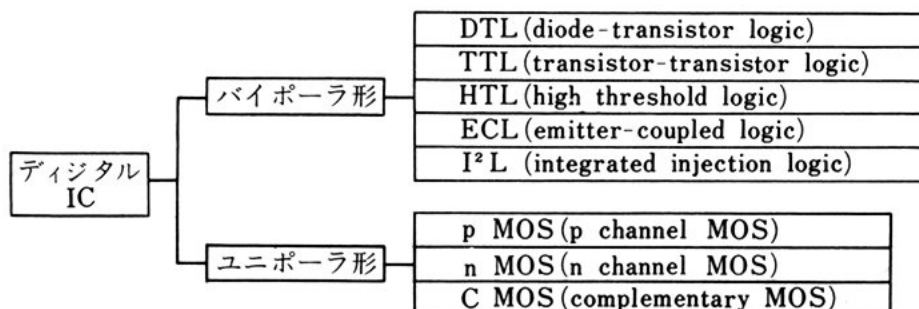 ディジタル
IC
バイポーラ形
DTL(diode-transistor logic)
TTL(transistor-transistor logic)
HTL(high threshold logic)
ECL(emitter-coupled logic)
I²L (integrated injection logic)
ユニポーラ形
p MOS(p channel MOS)
n MOS(n channel MOS)
C MOS(complementary MOS)